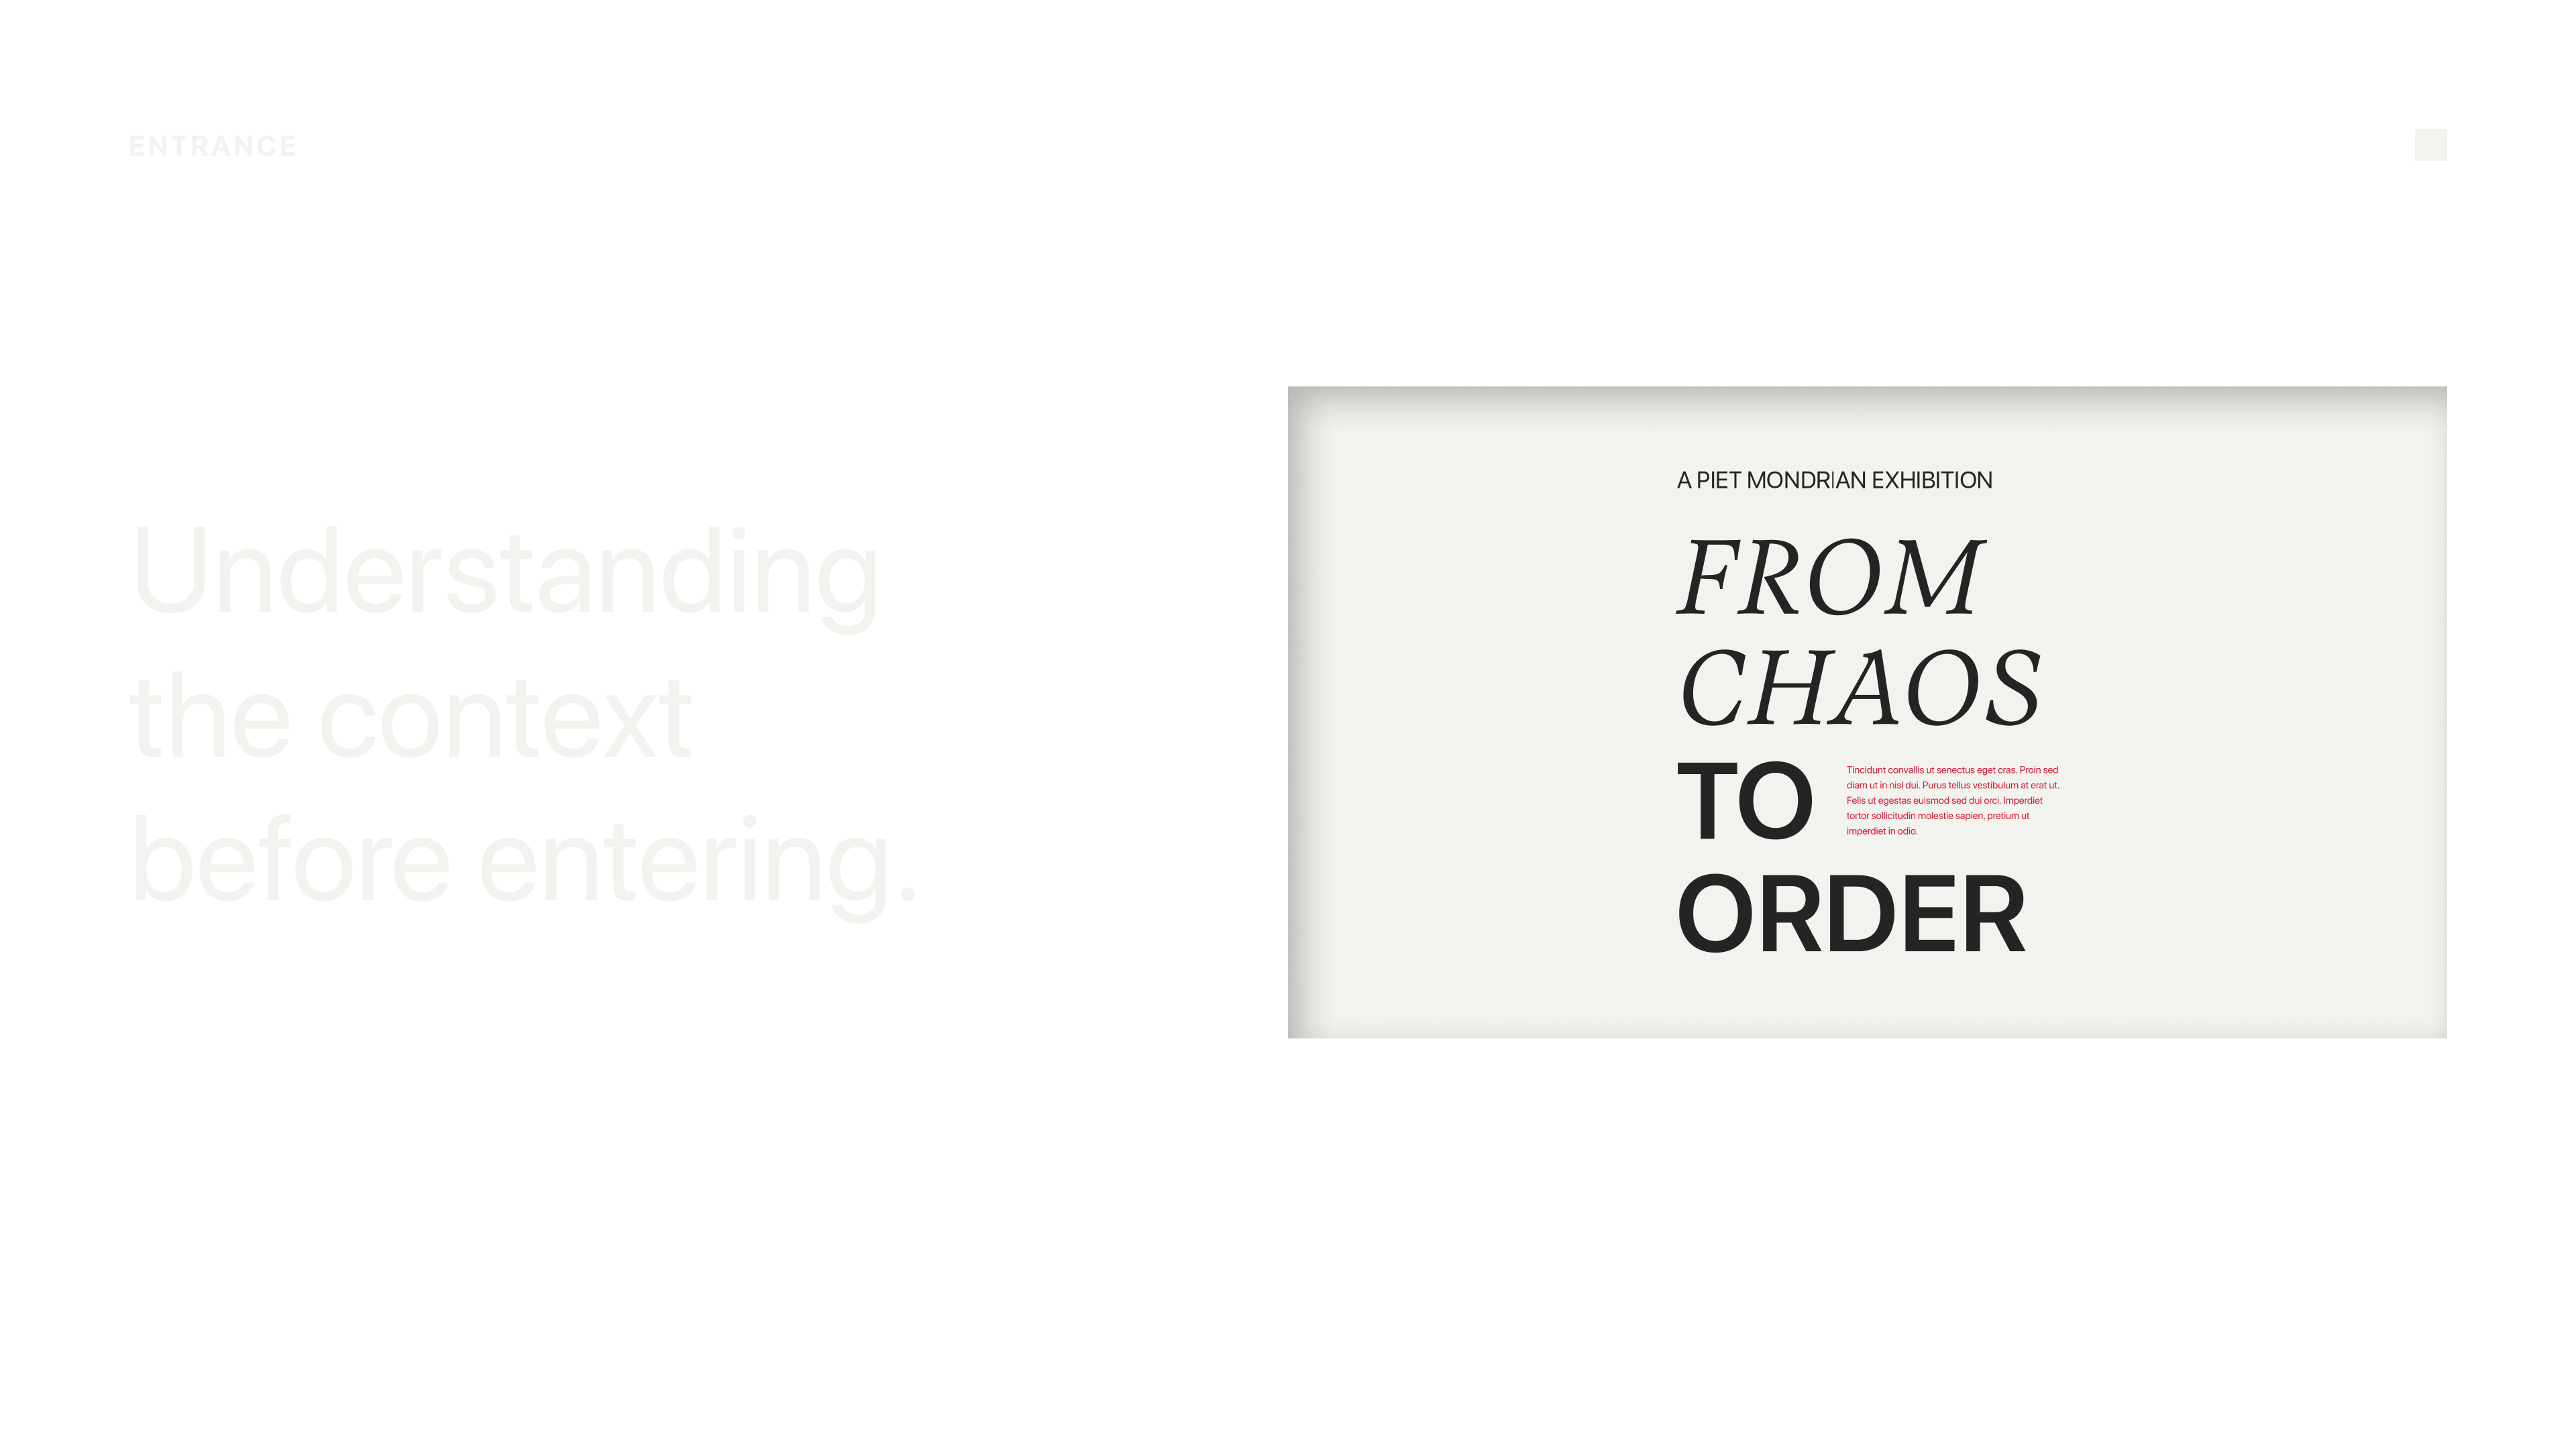 ENTRANCE
Understanding
the context
before entering.
A PIET MONDRIAN EXHIBITION
FROM
CHAOS
TO
ORDER
Tincidunt convallis ut senectus eget cras. Proin sed
diam ut in nisl dui. Purus tellus vestibulum at erat ut.
Felis ut egestas euismod sed dui orci. Imperdiet
tortor sollicitudin molestie sapien, pretium ut
imperdiet in odio.